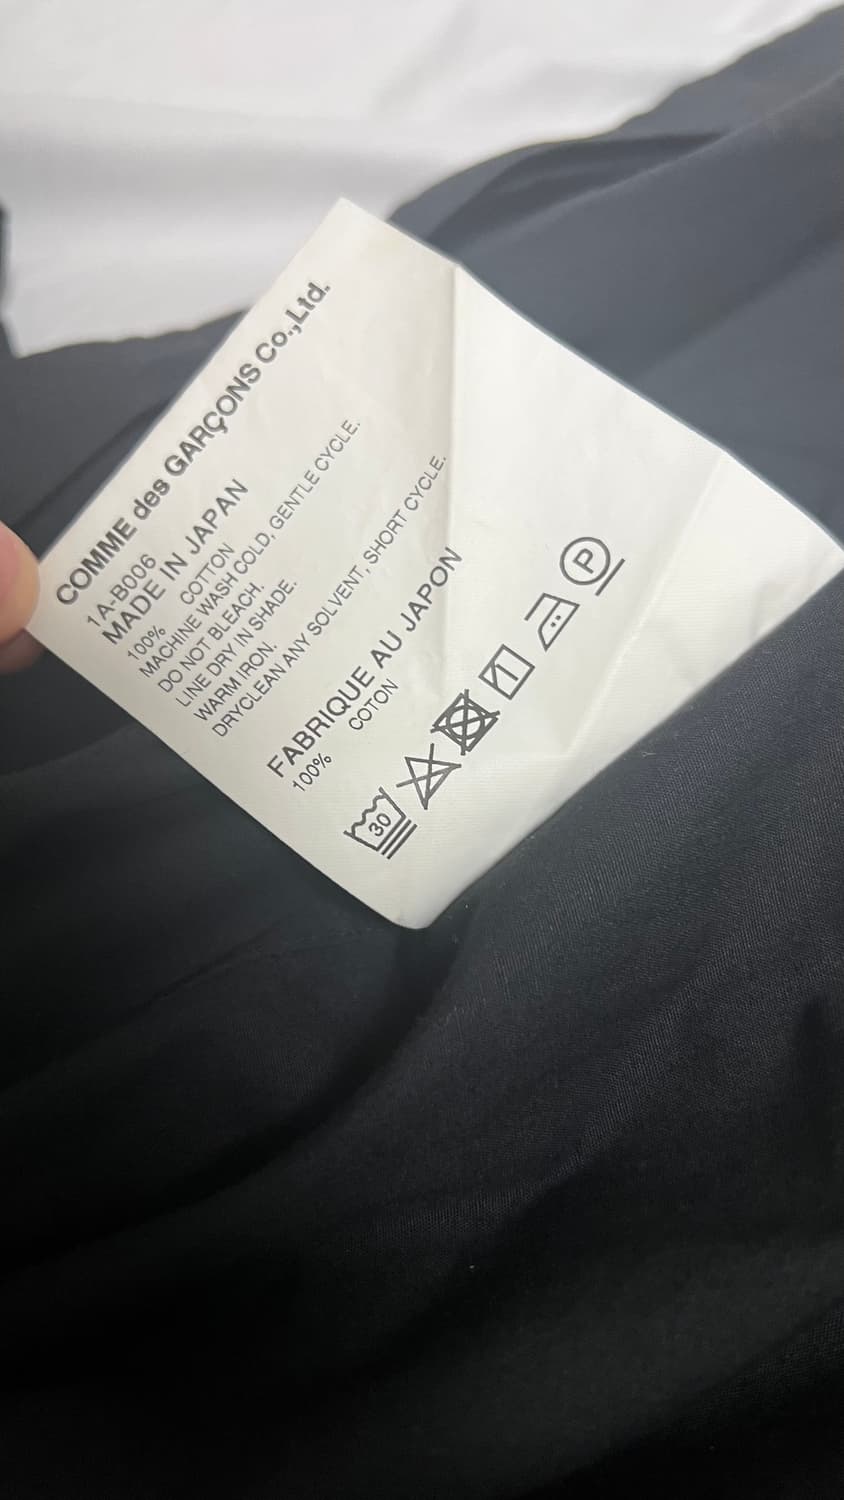 COMME des GARÇONS Co.,Ltd.
1A-B006
MADE IN JAPAN
100% COTTON
MACHINE WASH COLD, GENTLE CYCLE.
DO NOT BLEACH.
LINE DRY IN SHADE.
WARM IRON.
DRYCLEAN ANY SOLVENT, SHORT CYCLE.
FABRIQUE AU JAPON
100% COTON
30
P